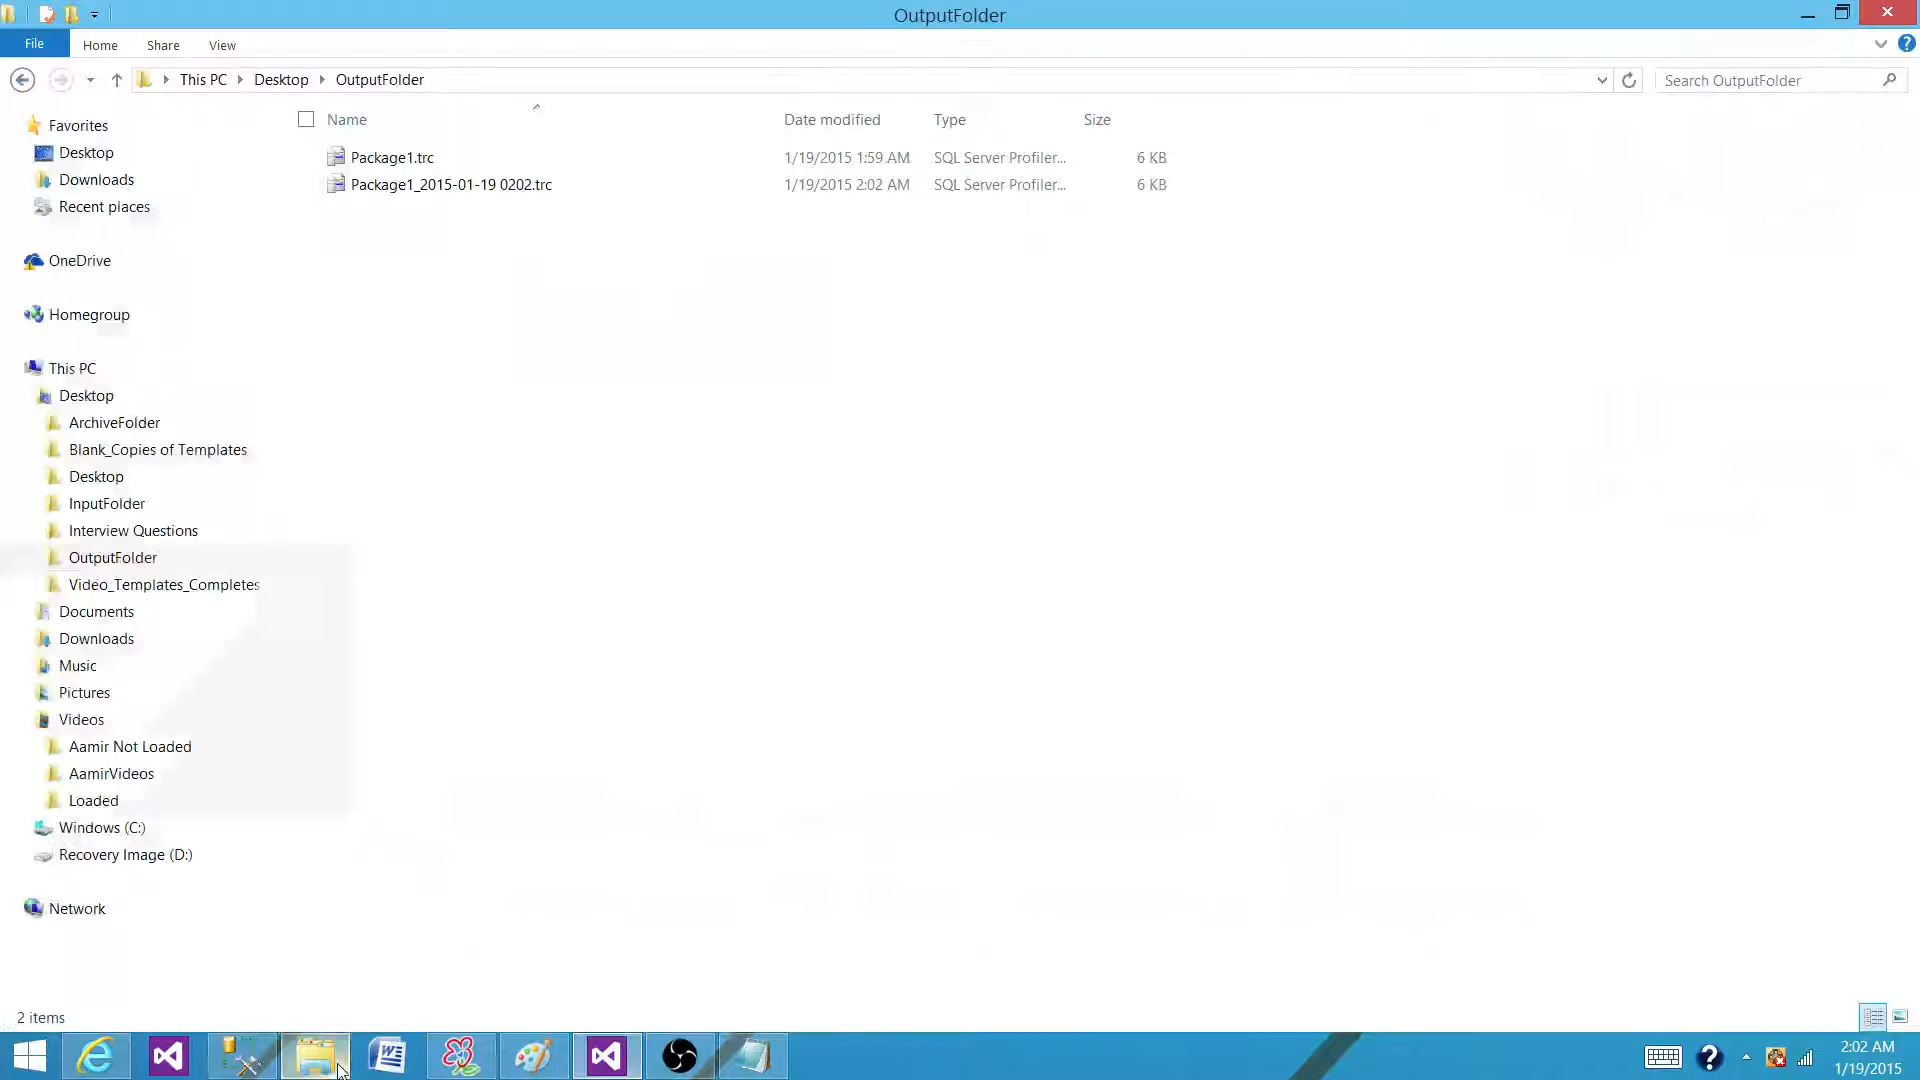 OutputFolder
File Home Share View
This PC Desktop OutputFolder
Search OutputFolder
Name Date modified Type Size
Package1.trc 1/19/2015 1:59 AM SQL Server Profiler... 6 KB
Package1_2015-01-19 0202.trc 1/19/2015 2:02 AM SQL Server Profiler... 6 KB
Favorites
Desktop
Downloads
Recent places
OneDrive
Homegroup
This PC
Desktop
ArchiveFolder
Blank_Copies of Templates
Desktop
InputFolder
Interview Questions
OutputFolder
Video_Templates_Completes
Documents
Downloads
Music
Pictures
Videos
Aamir Not Loaded
AamirVideos
Loaded
Windows (C:)
Recovery Image (D:)
Network
2 items
2:02 AM
1/19/2015